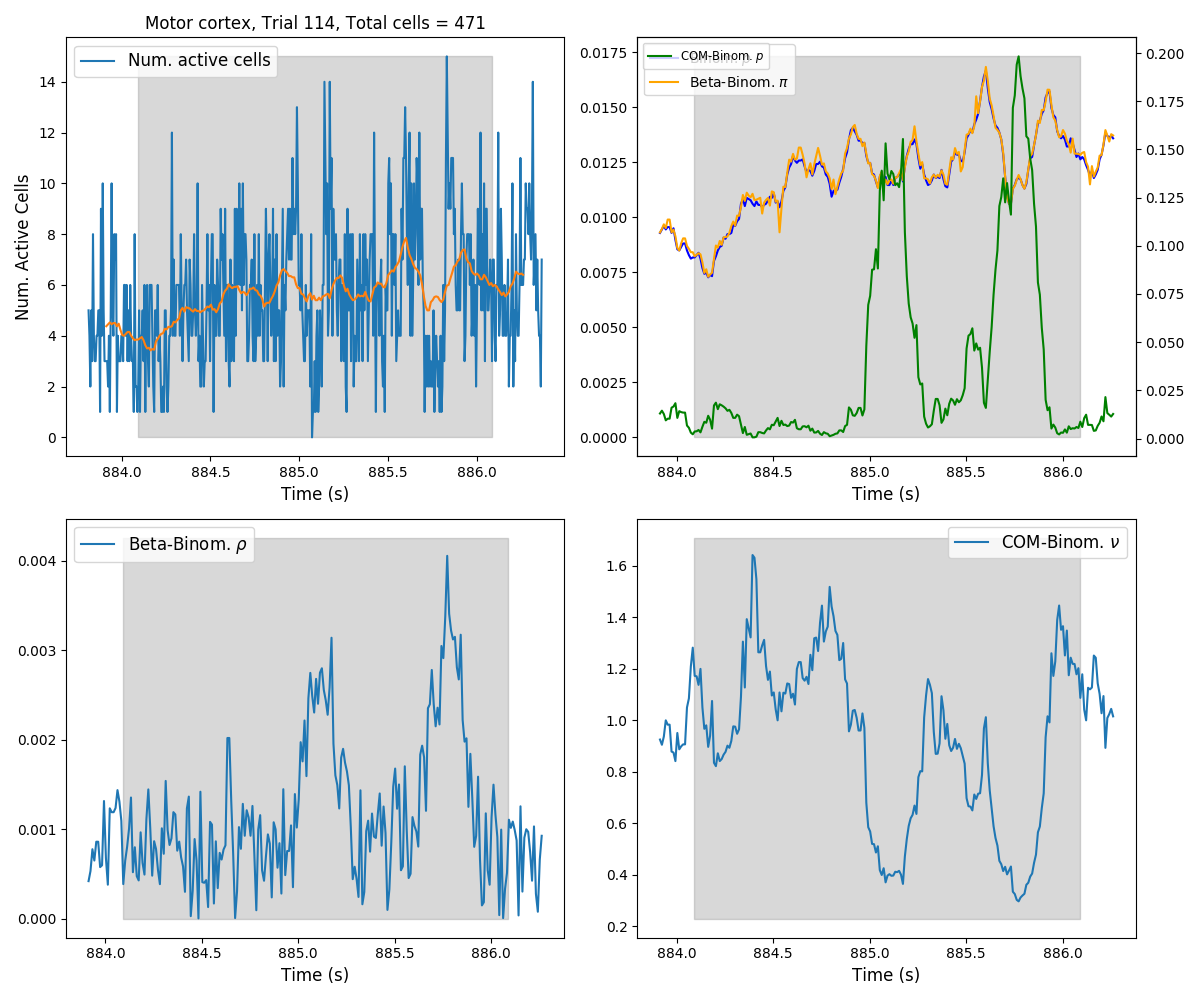 Motor cortex, Trial 114, Total cells = 471
Num. active cells
14
12
10
8
6
4
2
0
Num. Active Cells
884.0 884.5 885.0 885.5 886.0
Time (s)
COM-Binom. p
Beta-Binom. π
0.0175
0.0150
0.0125
0.0100
0.0075
0.0050
0.0025
0.0000
0.200
0.175
0.150
0.125
0.100
0.075
0.050
0.025
0.000
884.0 884.5 885.0 885.5 886.0
Time (s)
Beta-Binom. ρ
0.004
0.003
0.002
0.001
0.000
884.0 884.5 885.0 885.5 886.0
Time (s)
COM-Binom. ν
1.6
1.4
1.2
1.0
0.8
0.6
0.4
0.2
884.0 884.5 885.0 885.5 886.0
Time (s)